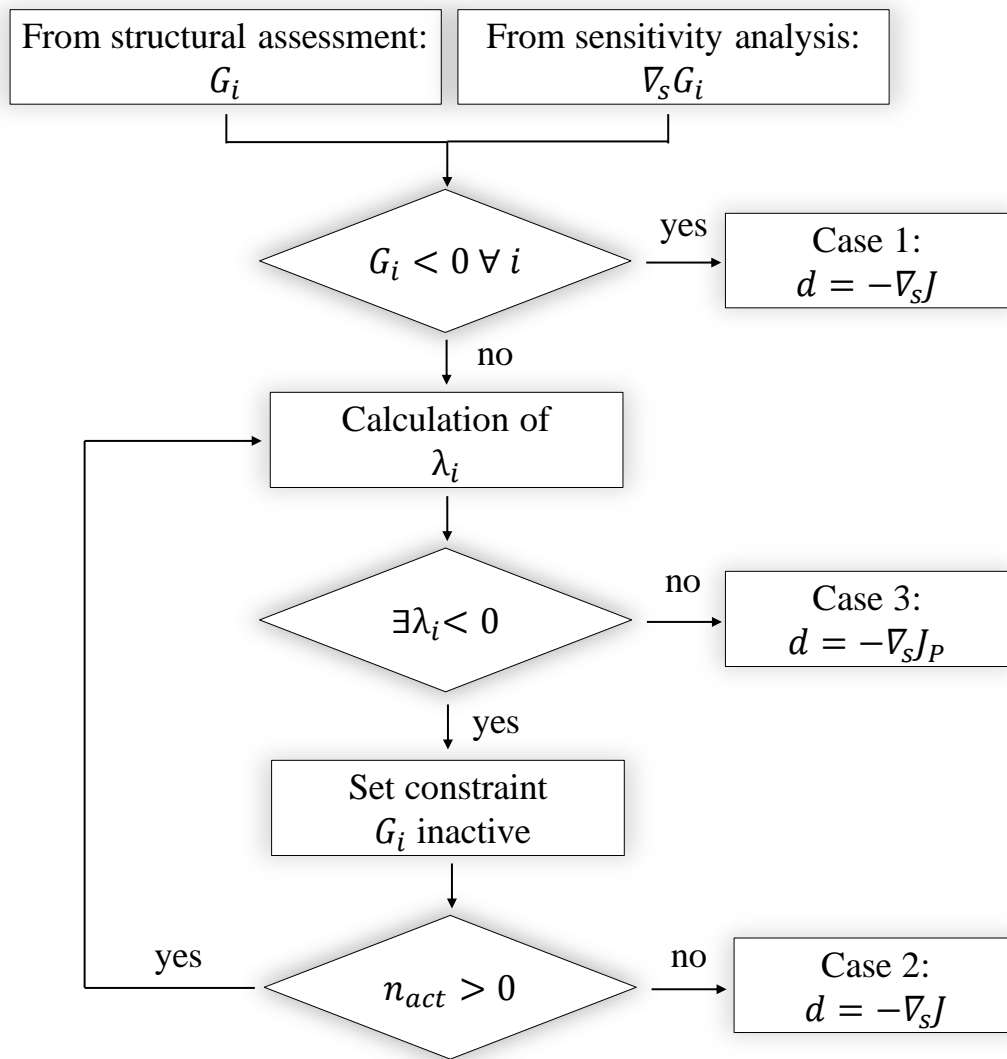 From structural assessment:
G_i
From sensitivity analysis:
∇_s G_i
G_i < 0 ∀ i
yes
Case 1:
d = −∇_s J
no
Calculation of
λ_i
∃λ_i < 0
no
Case 3:
d = −∇_s J_P
yes
Set constraint
G_i inactive
yes
n_act > 0
no
Case 2:
d = −∇_s J